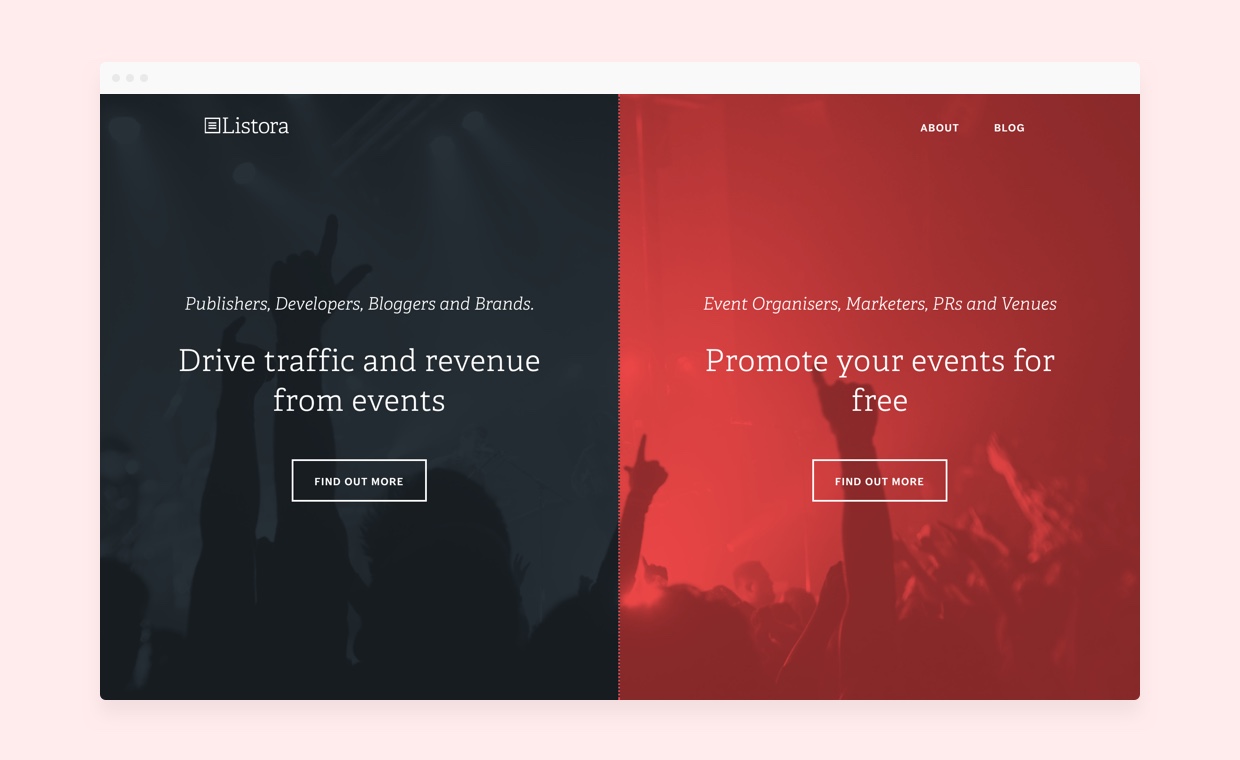 Listora
ABOUT BLOG
Publishers, Developers, Bloggers and Brands.
Drive traffic and revenue
from events
FIND OUT MORE
Event Organisers, Marketers, PRs and Venues
Promote your events for
free
FIND OUT MORE